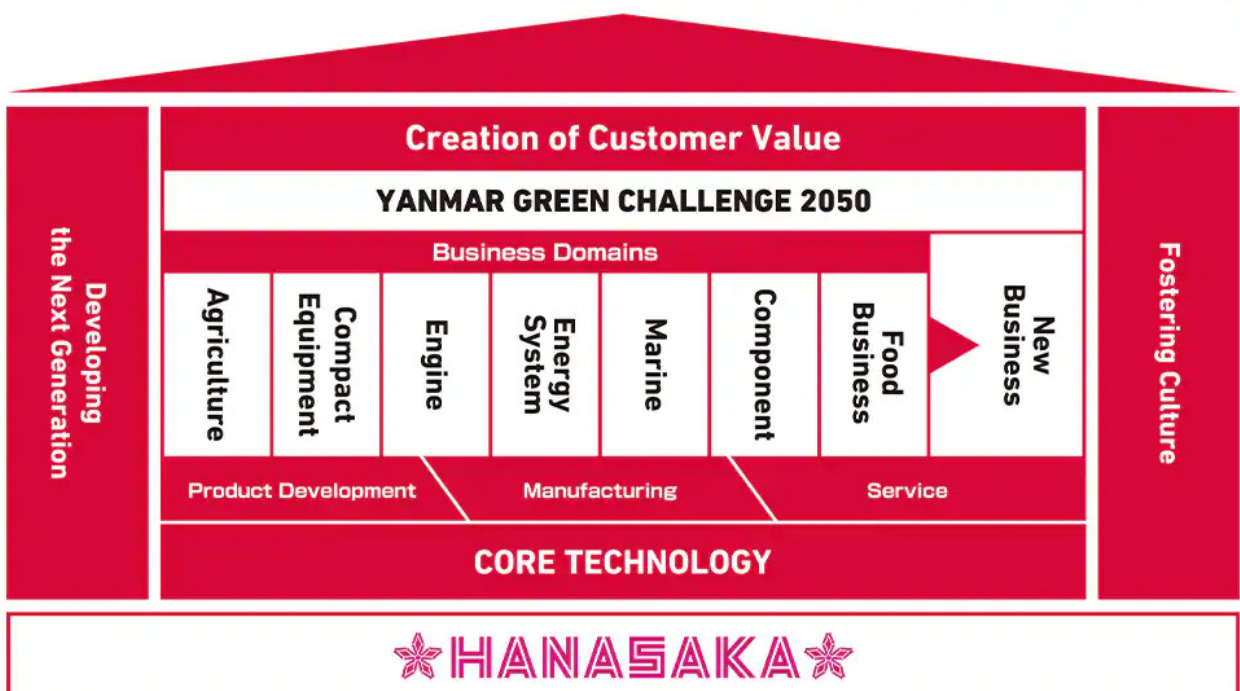 Creation of Customer Value
YANMAR GREEN CHALLENGE 2050
Developing
the Next Generation
Business Domains
Agriculture
Compact
Equipment
Engine
Energy
System
Marine
Component
Food
Business
New
Business
Fostering Culture
Product Development
Manufacturing
Service
CORE TECHNOLOGY
HANASAKA